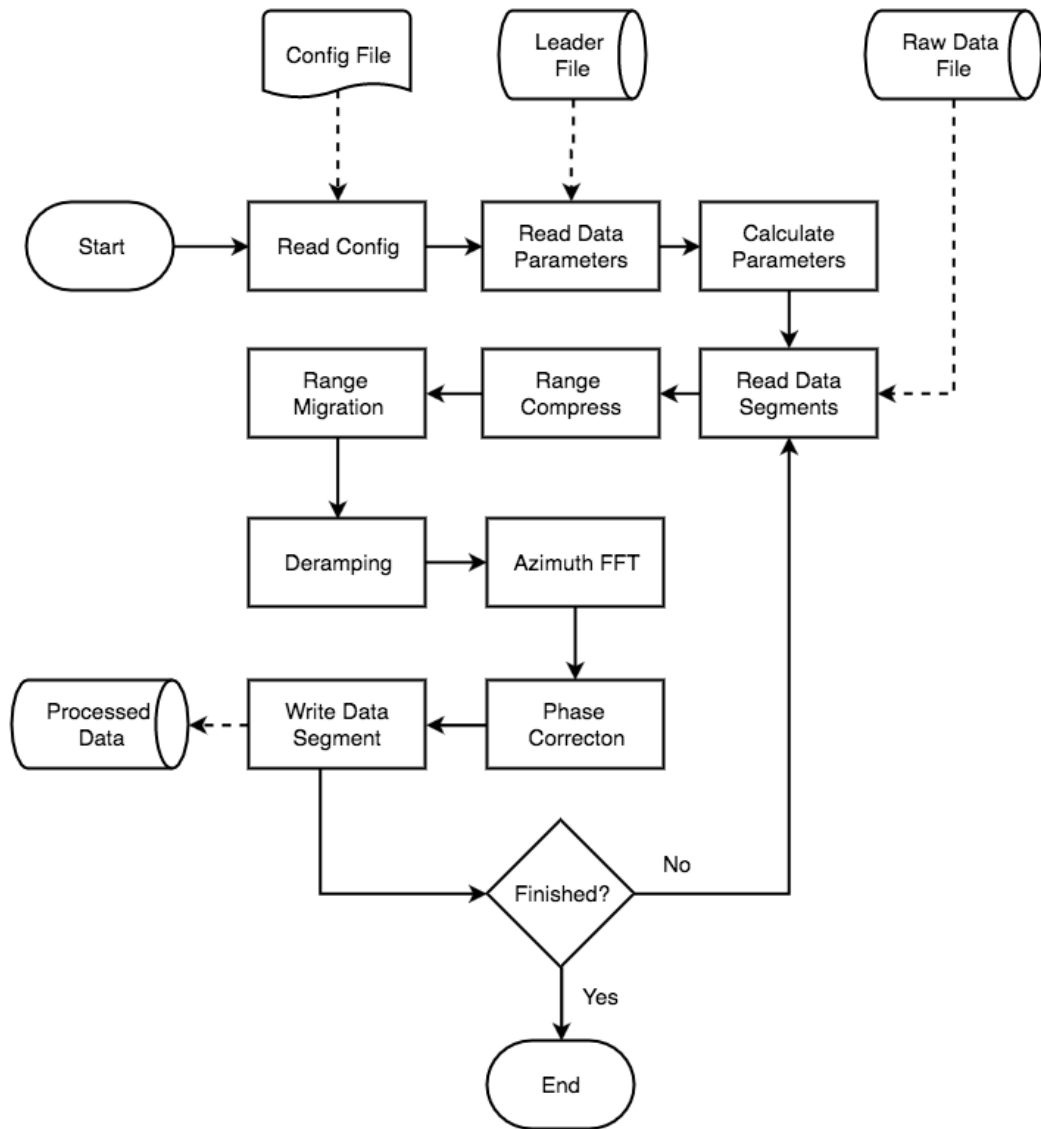 Config File
Leader
File
Raw Data
File
Start
Read Config
Read Data
Parameters
Calculate
Parameters
Range
Migration
Range
Compress
Read Data
Segments
Deramping
Azimuth FFT
Processed
Data
Write Data
Segment
Phase
Correcton
Finished?
No
Yes
End